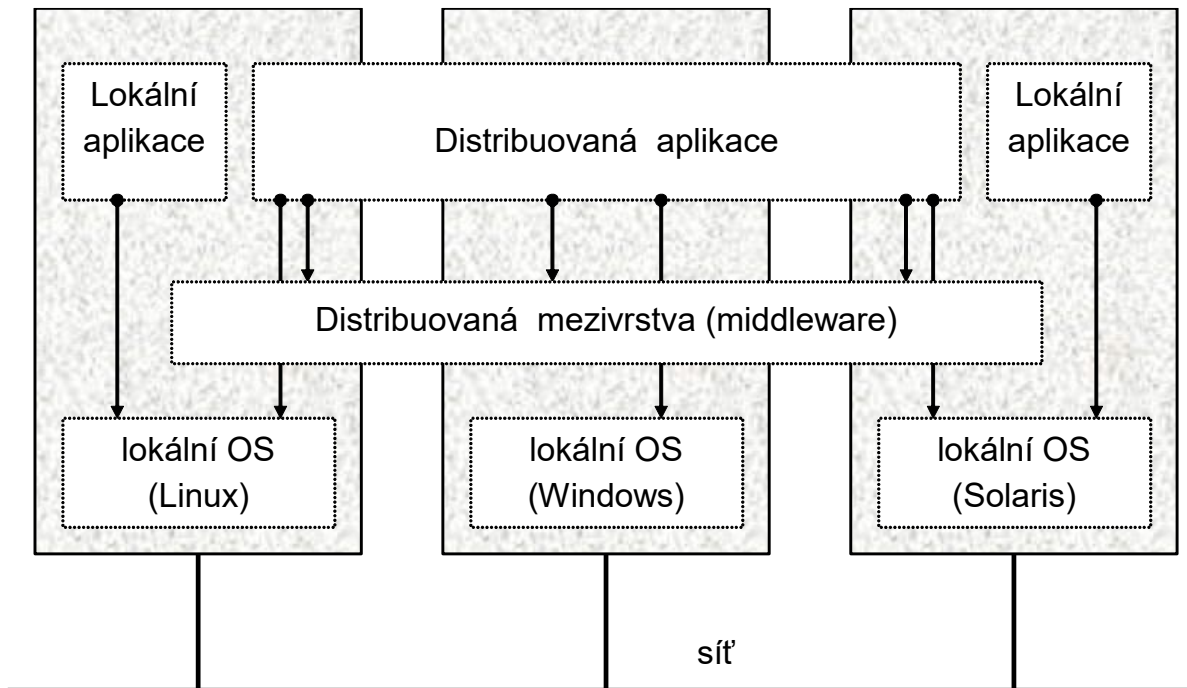 Lokální
aplikace
Distribuovaná aplikace
Lokální
aplikace
Distribuovaná mezivrstva (middleware)
lokální OS
(Linux)
lokální OS
(Windows)
lokální OS
(Solaris)
síť